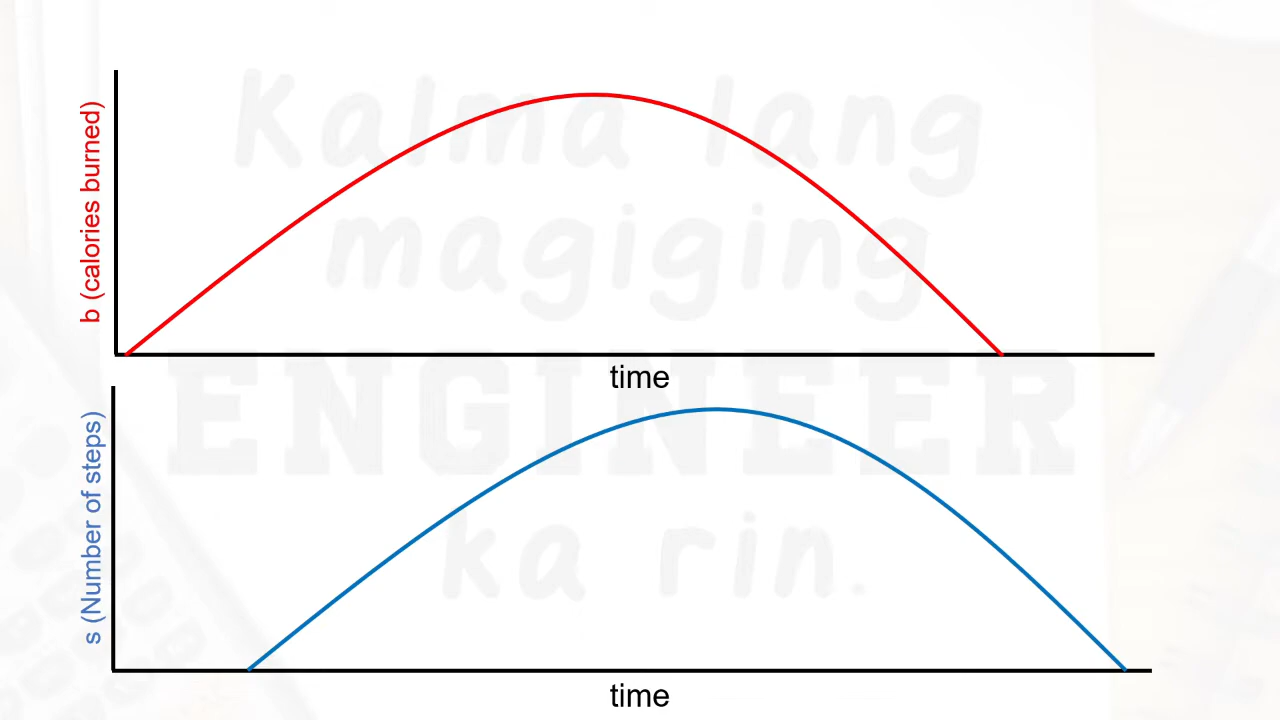 Kalma lang
magiging
ENGINEER
ka rin.
b (calories burned)
time
s (Number of steps)
time